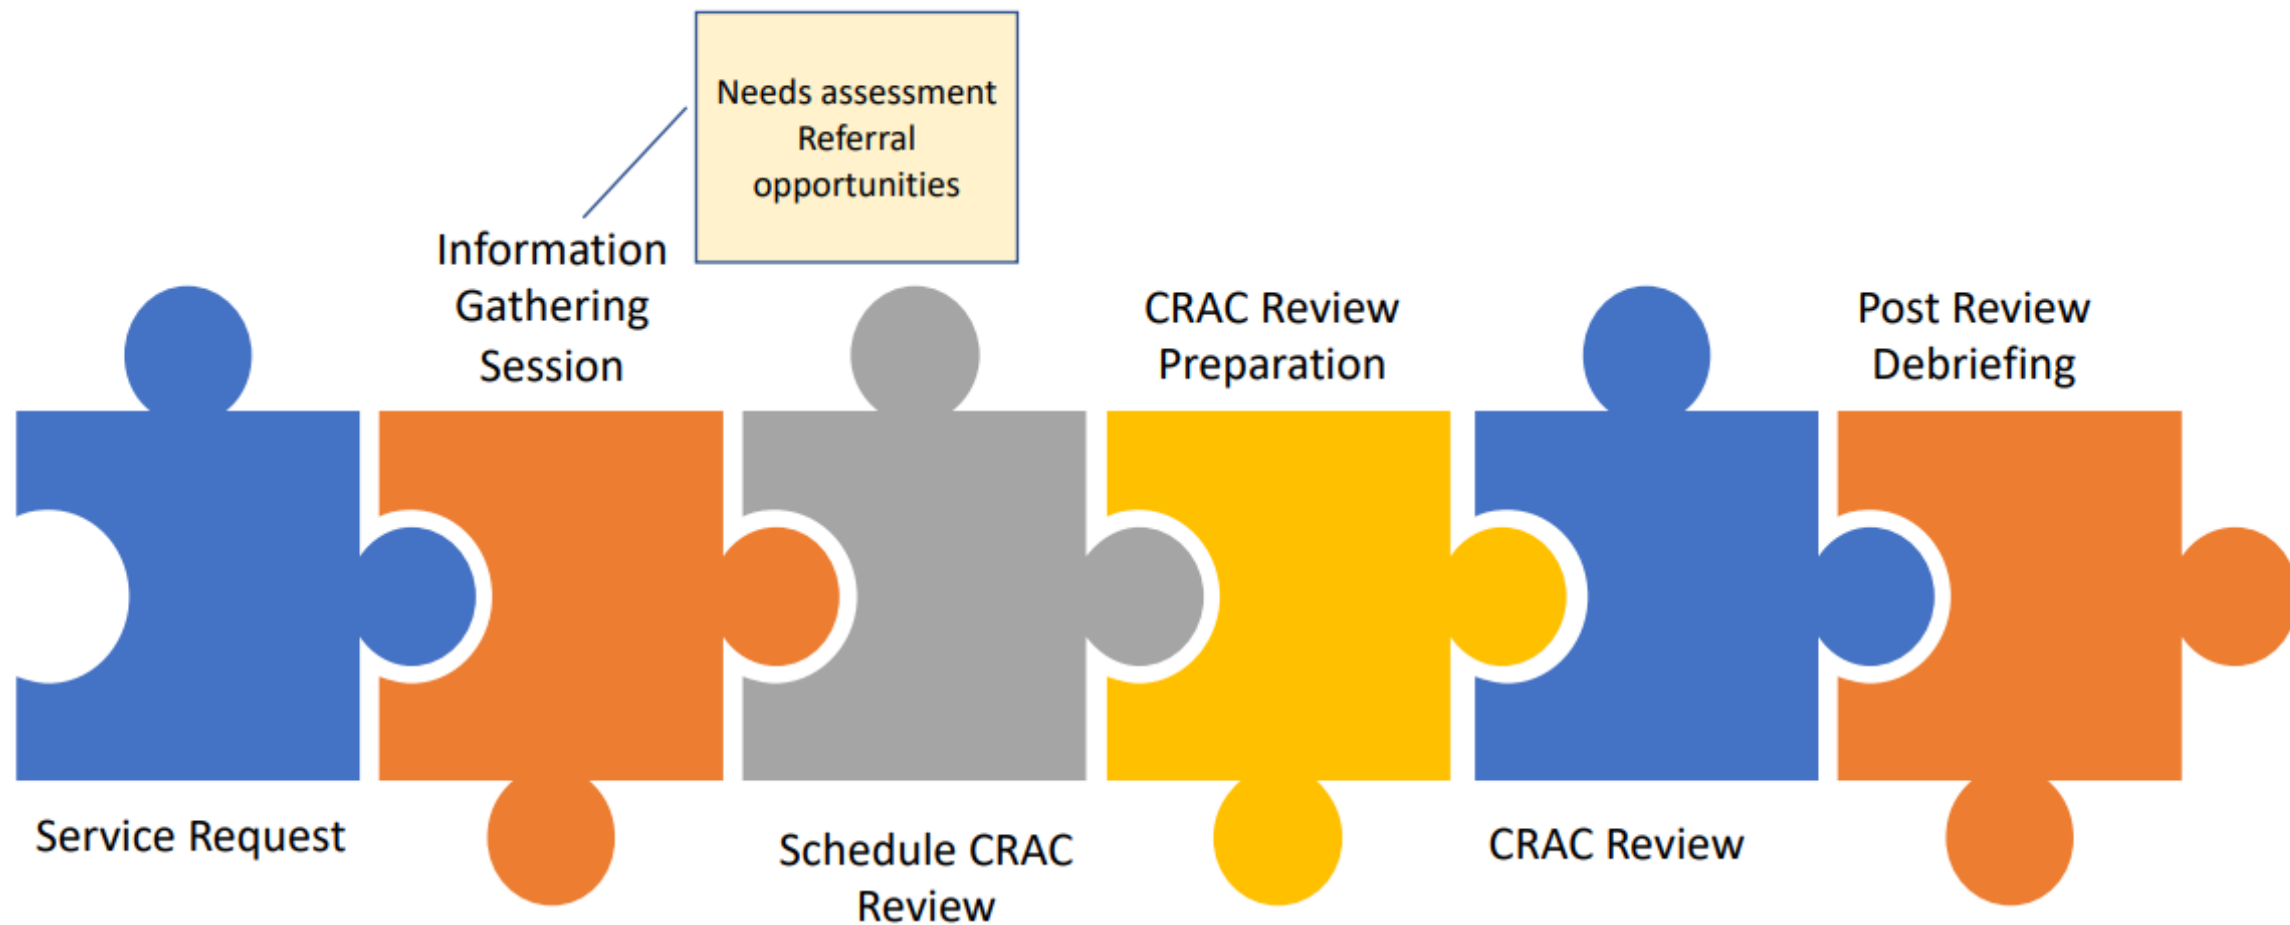 Needs assessment
Referral
opportunities
Information
Gathering
Session
CRAC Review
Preparation
Post Review
Debriefing
Service Request
Schedule CRAC
Review
CRAC Review